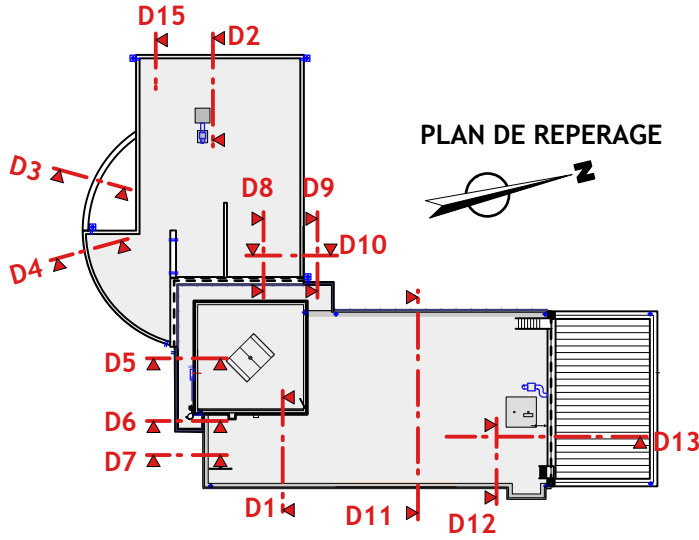 D15
D2
PLAN DE REPERAGE
N
D3
D8
D9
D10
D4
D5
D6
D7
D13
D1
D11
D12